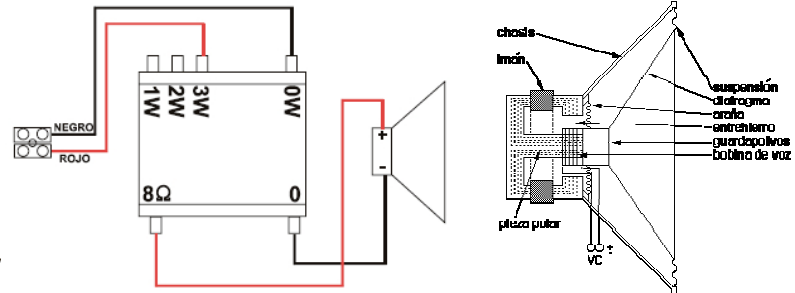 1W 2W 3W 0W
NEGRO
ROJO
+
-
8Ω 0
chasis
imán
suspensión
diafragma
araña
entrehierro
guardapolvos
bobina de voz
pieza polar
VC ±